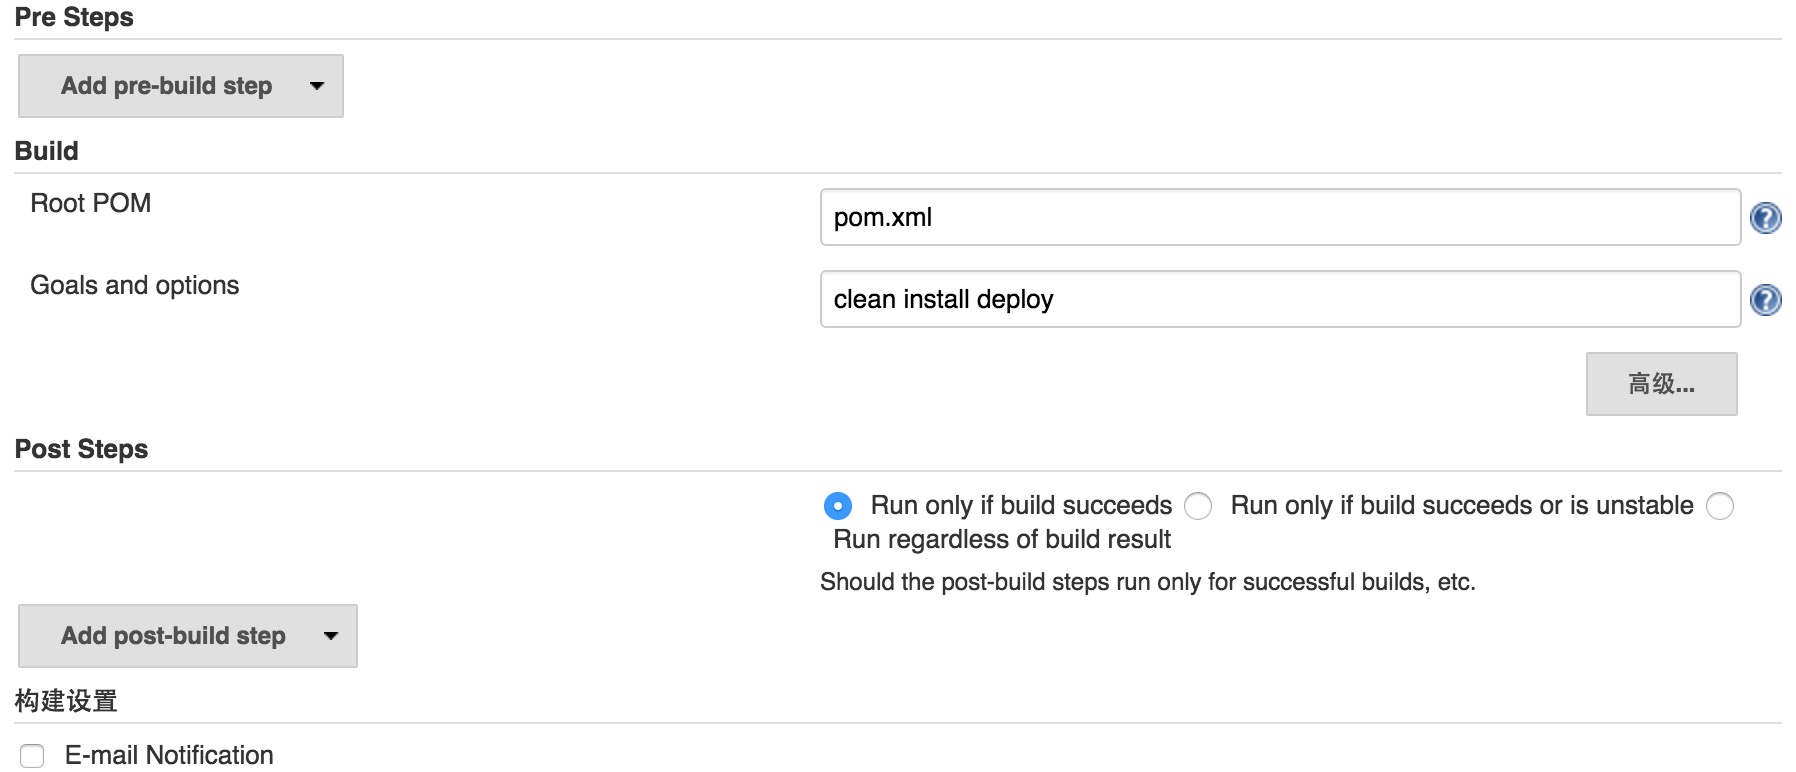 Pre Steps
Add pre-build step
Build
Root POM
pom.xml
Goals and options
clean install deploy
高级...
Post Steps
Run only if build succeeds Run only if build succeeds or is unstable
Run regardless of build result
Should the post-build steps run only for successful builds, etc.
Add post-build step
构建设置
E-mail Notification